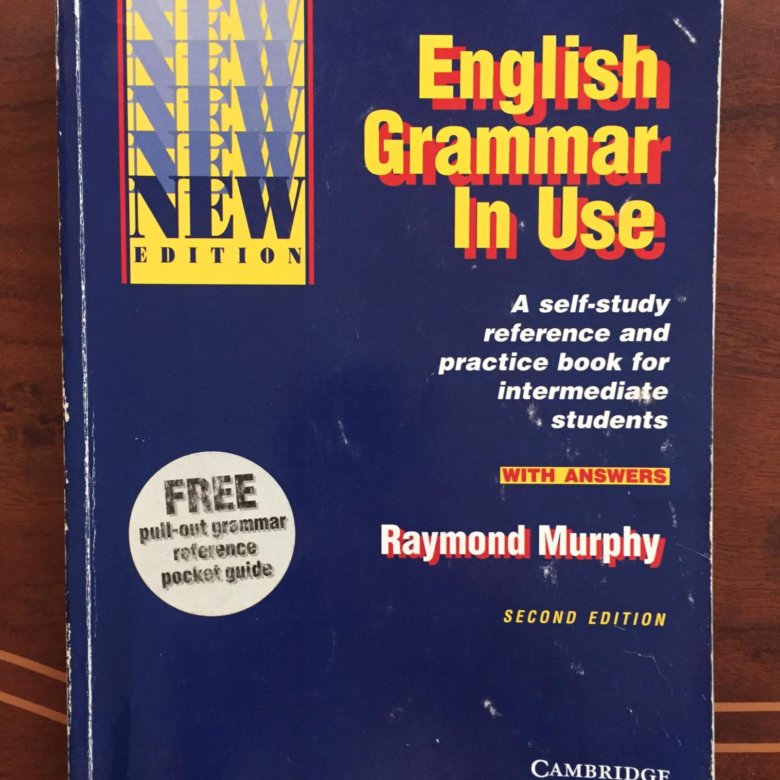 NEW
NEW
NEW
NEW
NEW
EDITION
English
Grammar
In Use
A self-study
reference and
practice book for
intermediate
students
WITH ANSWERS
FREE
pull-out grammar
reference
pocket guide
Raymond Murphy
SECOND EDITION
CAMBRIDGE